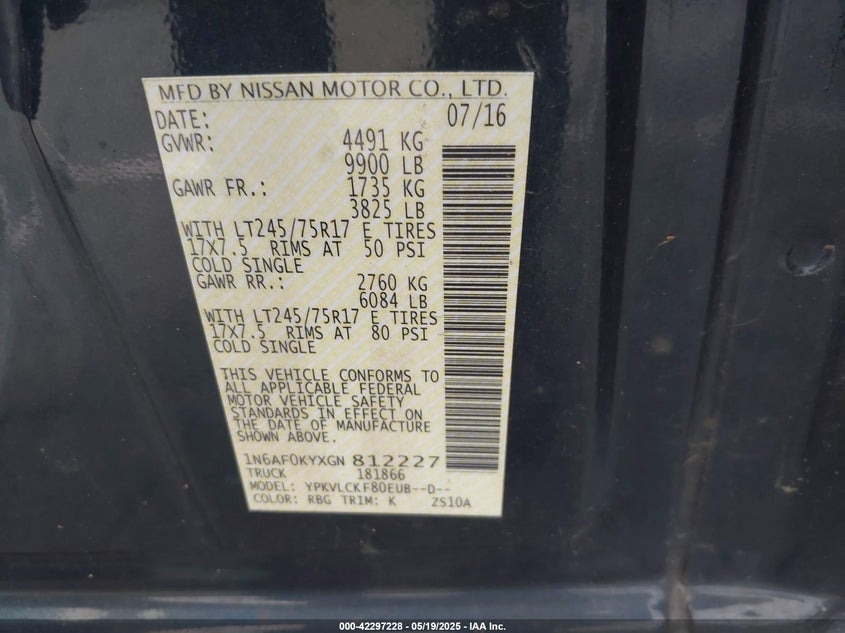 MFD BY NISSAN MOTOR CO., LTD.
DATE: 07/16
GVWR: 4491 KG
9900 LB
GAWR FR.: 1735 KG
3825 LB
WITH LT245/75R17 E TIRES
17X7.5 RIMS AT 50 PSI
COLD SINGLE
GAWR RR.: 2760 KG
6084 LB
WITH LT245/75R17 E TIRES
17X7.5 RIMS AT 80 PSI
COLD SINGLE
THIS VEHICLE CONFORMS TO
ALL APPLICABLE FEDERAL
MOTOR VEHICLE SAFETY
STANDARDS IN EFFECT ON
THE DATE OF MANUFACTURE
SHOWN ABOVE.
1N6AF0KYXGN 812227
TRUCK 181866
MODEL: YPKVLCKF80EUB--D--
COLOR: RBG TRIM: K ZS10A
000-42297228 - 05/19/2025 - IAA Inc.